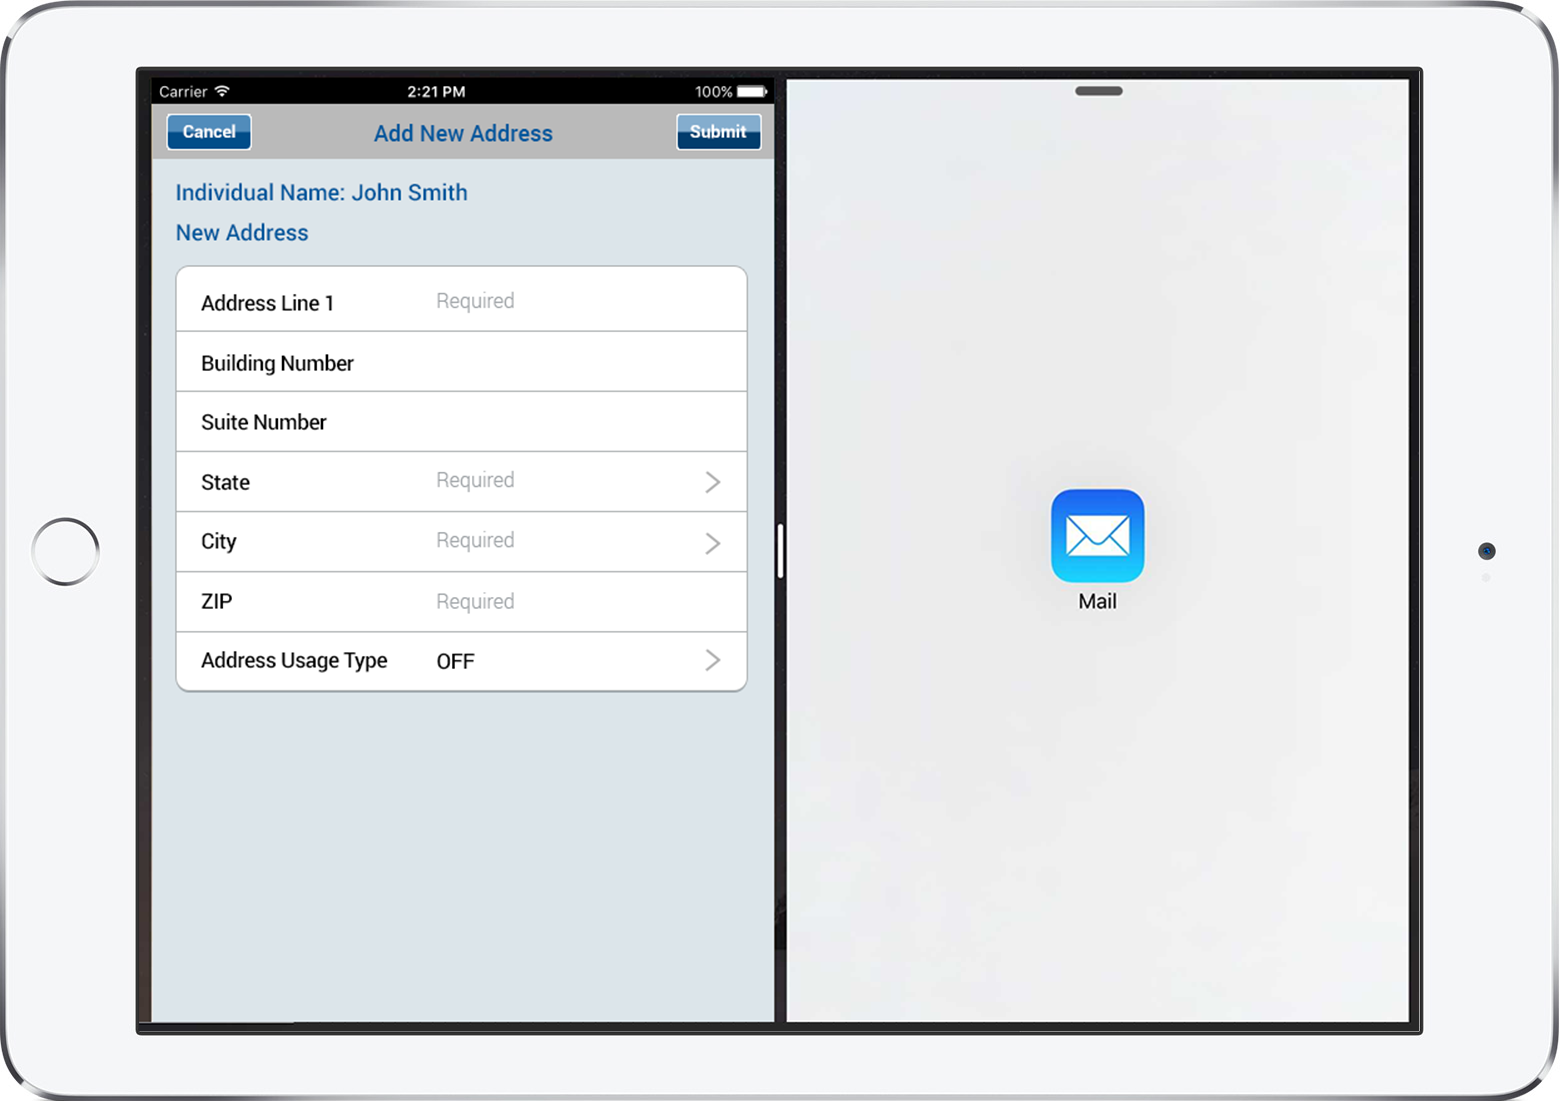 Carrier 2:21 PM 100%
Cancel Add New Address Submit
Individual Name: John Smith
New Address
Address Line 1 Required
Building Number
Suite Number
State Required
City Required
ZIP Required
Address Usage Type OFF
Mail